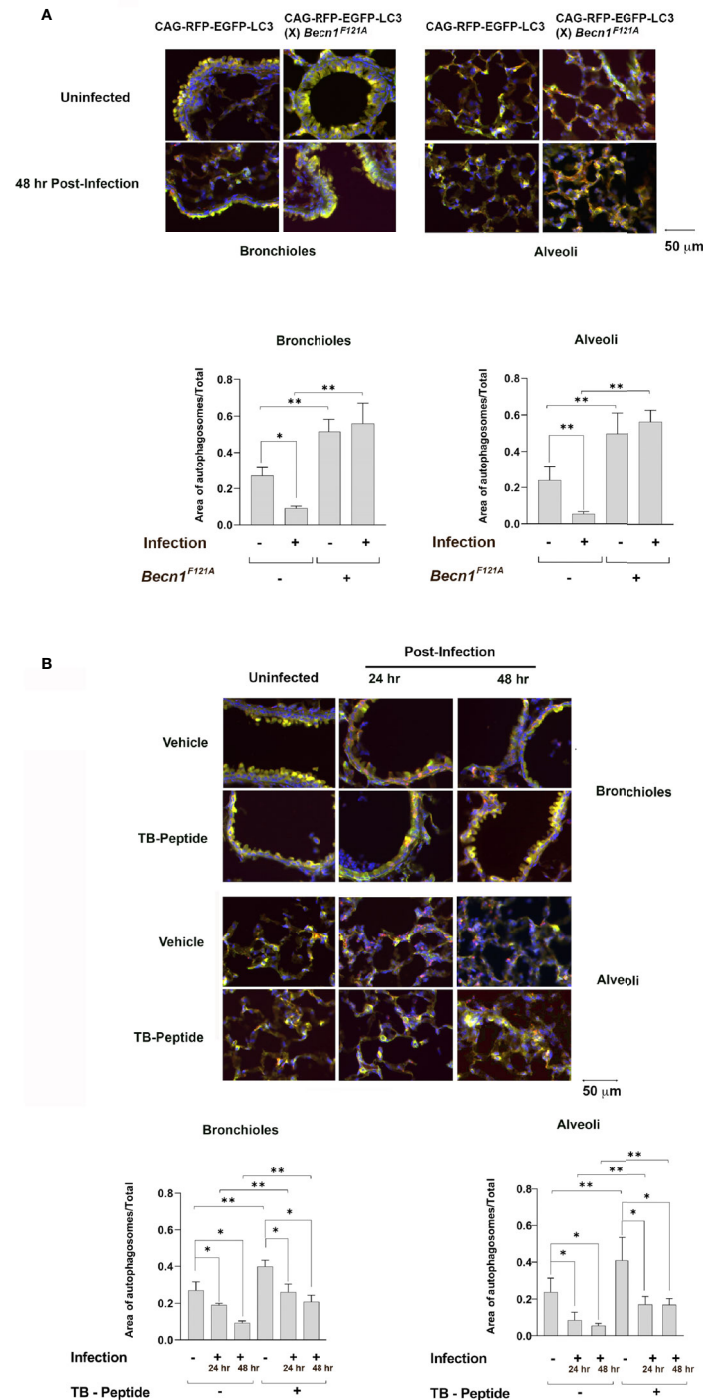 A
CAG-RFP-EGFP-LC3
CAG-RFP-EGFP-LC3
(X) Becn1F121A
CAG-RFP-EGFP-LC3
CAG-RFP-EGFP-LC3
(X) Becn1F121A
Uninfected
48 hr Post-Infection
Bronchioles
Alveoli
50 μm
Bronchioles
Area of autophagosomes/Total
0.8
0.6
0.4
0.2
0.0
*
**
**
Infection
- + - +
Becn1F121A
- +
Alveoli
Area of autophagosomes/Total
0.8
0.6
0.4
0.2
0.0
**
**
**
Infection
- + - +
Becn1F121A
- +
B
Post-Infection
Uninfected
24 hr
48 hr
Vehicle
TB-Peptide
Bronchioles
Vehicle
TB-Peptide
Alveoli
50 μm
Bronchioles
Area of autophagosomes/Total
0.8
0.6
0.4
0.2
0.0
**
**
**
*
*
*
*
Infection
- + + - + +
24 hr 48 hr 24 hr 48 hr
TB - Peptide
- +
Alveoli
Area of autophagosomes/Total
0.8
0.6
0.4
0.2
0.0
**
**
**
*
*
*
*
Infection
- + + - + +
24 hr 48 hr 24 hr 48 hr
TB - Peptide
- +